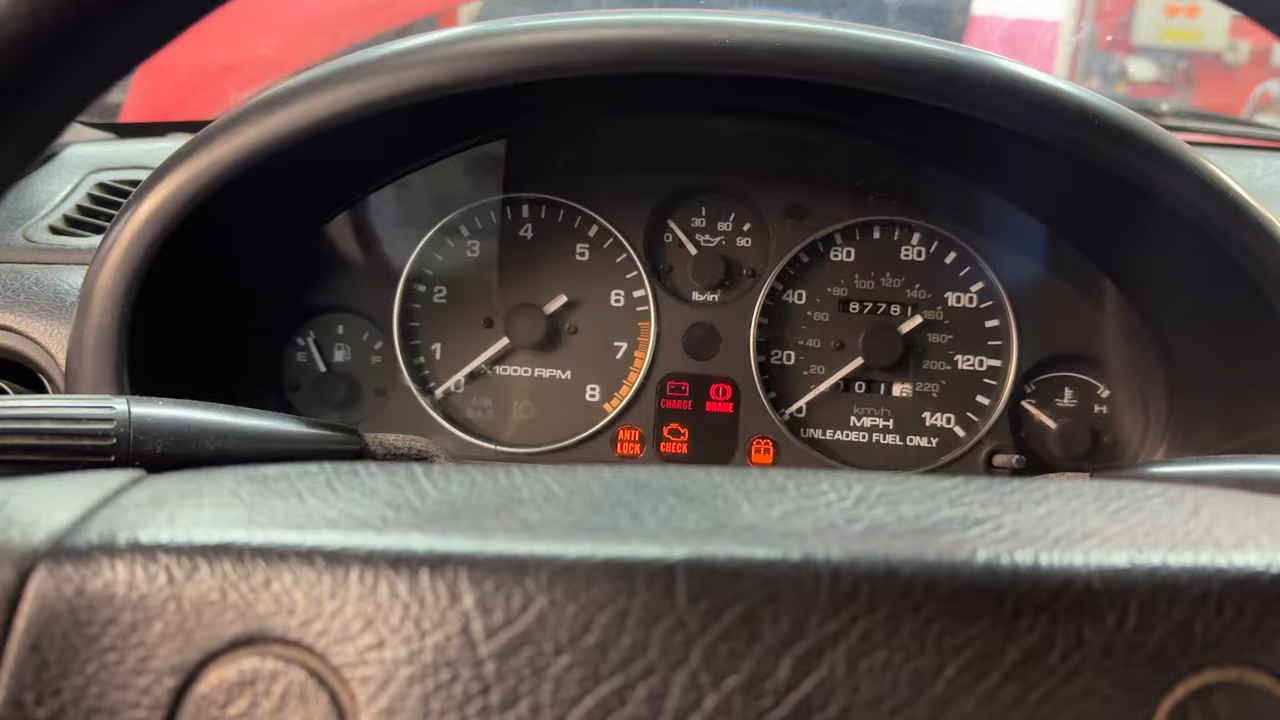 E
F
1
2
3
4
5
6
7
8
0
X1000 RPM
0
30
60
90
lb/in²
CHARGE
BRAKE
ANTI
LOCK
CHECK
0
20
40
60
80
100
120
140
20
40
60
80
100
120
140
160
180
200
220
87781
km/h
MPH
UNLEADED FUEL ONLY
H